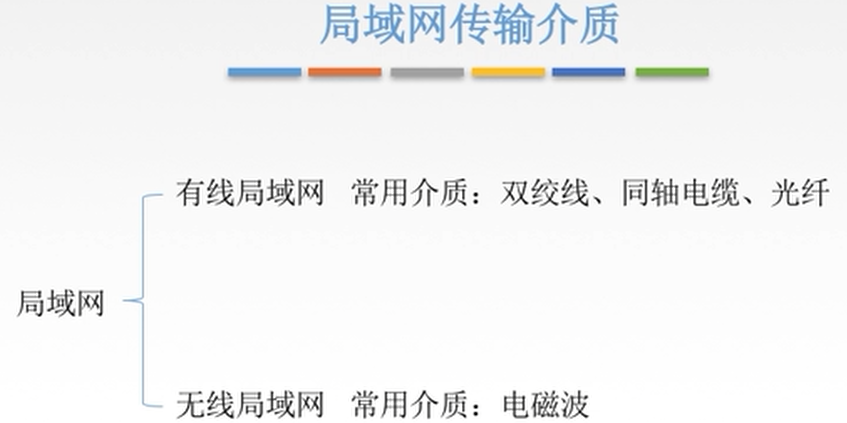 局域网传输介质
有线局域网 常用介质：双绞线、同轴电缆、光纤
局域网
无线局域网 常用介质：电磁波